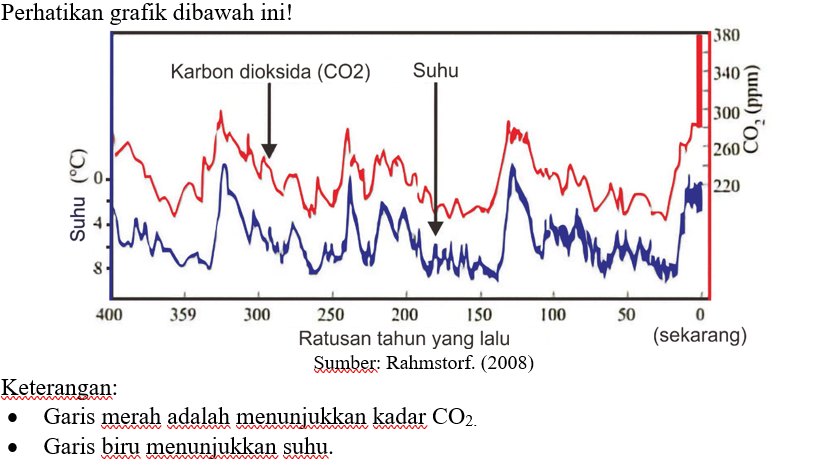 Perhatikan grafik dibawah ini!
380
Karbon dioksida (CO2)
Suhu
340
300
260
220
CO2 (ppm)
Suhu (°C)
0
4
8
400 359 300 250 200 150 100 50 0
Ratusan tahun yang lalu
(sekarang)
Sumber: Rahmstorf. (2008)
Keterangan:
• Garis merah adalah menunjukkan kadar CO2.
• Garis biru menunjukkan suhu.